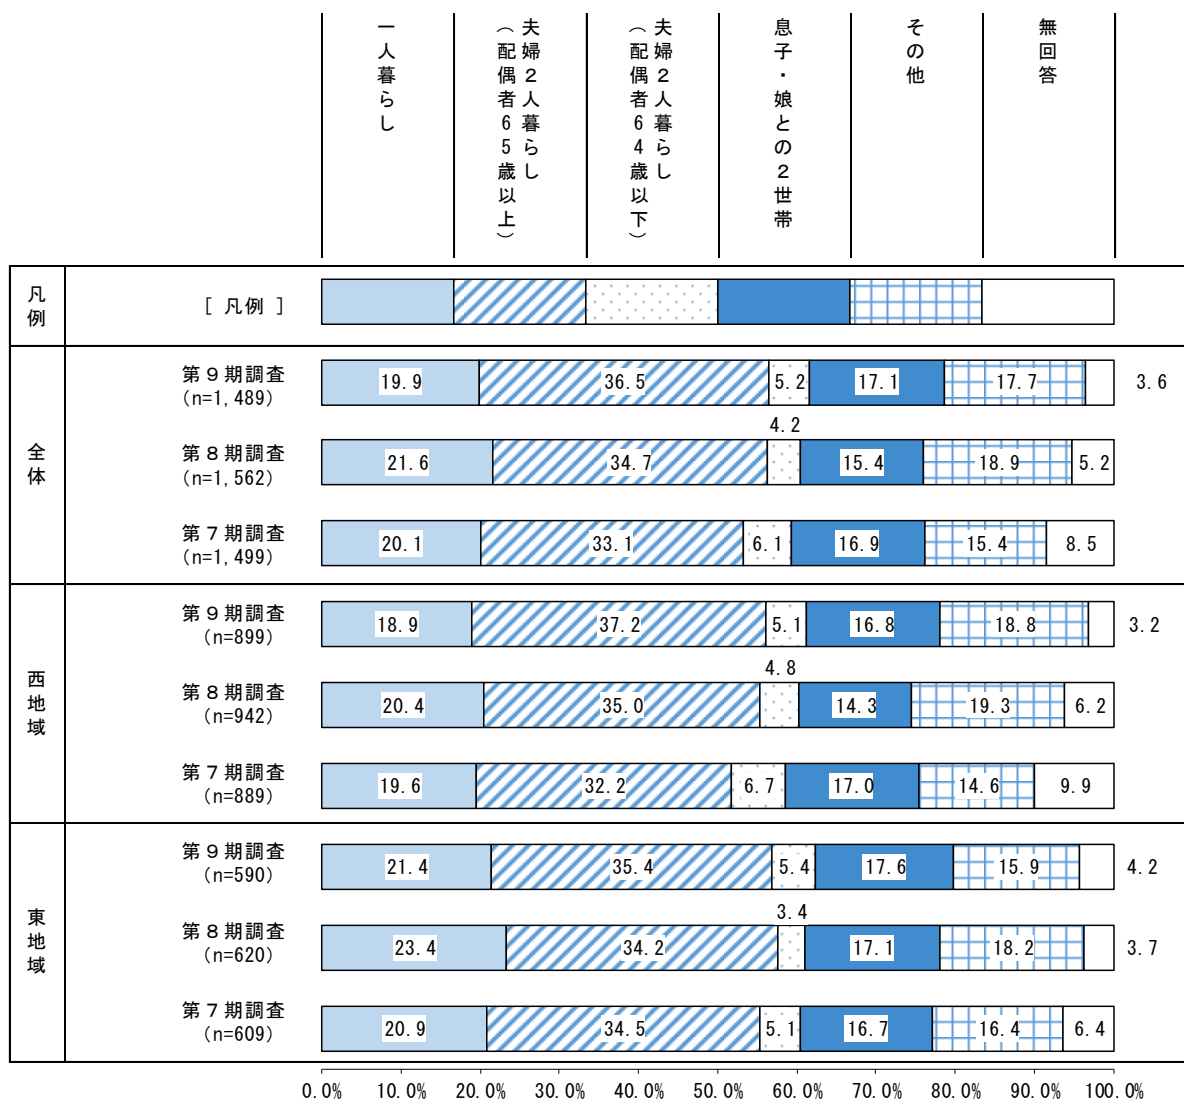 一人暮らし
夫婦２人暮らし
（配偶者６５歳以上）
夫婦２人暮らし
（配偶者６４歳以下）
息子・娘との２世帯
その他
無回答
凡例
［ 凡例 ］
全体
第９期調査
(n=1,489)
19.9 36.5 5.2 17.1 17.7 3.6
第８期調査
(n=1,562)
21.6 34.7 4.2 15.4 18.9 5.2
第７期調査
(n=1,499)
20.1 33.1 6.1 16.9 15.4 8.5
西地域
第９期調査
(n=899)
18.9 37.2 5.1 16.8 18.8 3.2
第８期調査
(n=942)
20.4 35.0 4.8 14.3 19.3 6.2
第７期調査
(n=889)
19.6 32.2 6.7 17.0 14.6 9.9
東地域
第９期調査
(n=590)
21.4 35.4 5.4 17.6 15.9 4.2
第８期調査
(n=620)
23.4 34.2 3.4 17.1 18.2 3.7
第７期調査
(n=609)
20.9 34.5 5.1 16.7 16.4 6.4
0.0% 10.0% 20.0% 30.0% 40.0% 50.0% 60.0% 70.0% 80.0% 90.0% 100.0%